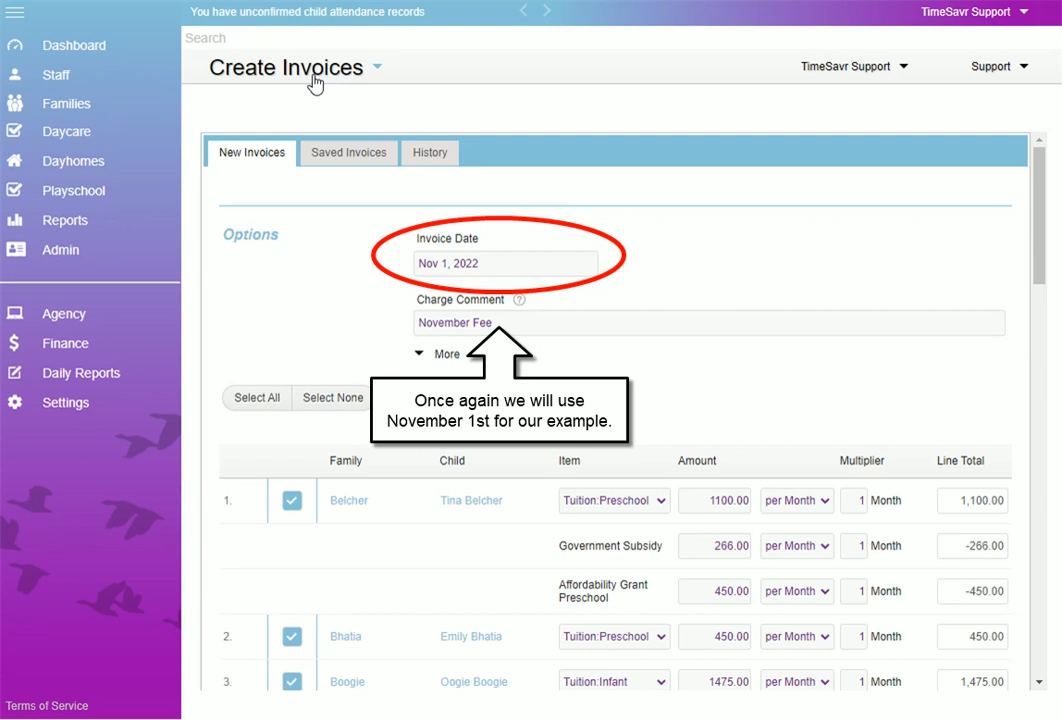 You have unconfirmed child attendance records
TimeSavr Support
Search
Create Invoices
TimeSavr Support
Support
Dashboard
Staff
Families
Daycare
Dayhomes
Playschool
Reports
Admin
Agency
Finance
Daily Reports
Settings
Terms of Service
New Invoices
Saved Invoices
History
Options
Invoice Date
Nov 1, 2022
Charge Comment ?
November Fee
More
Once again we will use
November 1st for our example.
Select All
Select None
Family Child Item Amount Multiplier Line Total
1. Belcher Tina Belcher Tuition:Preschool 1100.00 per Month 1 Month 1,100.00
Government Subsidy 266.00 per Month 1 Month -266.00
Affordability Grant
Preschool 450.00 per Month 1 Month -450.00
2. Bhatia Emily Bhatia Tuition:Preschool 450.00 per Month 1 Month 450.00
3. Boogie Oogie Boogie Tuition:Infant 1475.00 per Month 1 Month 1,475.00